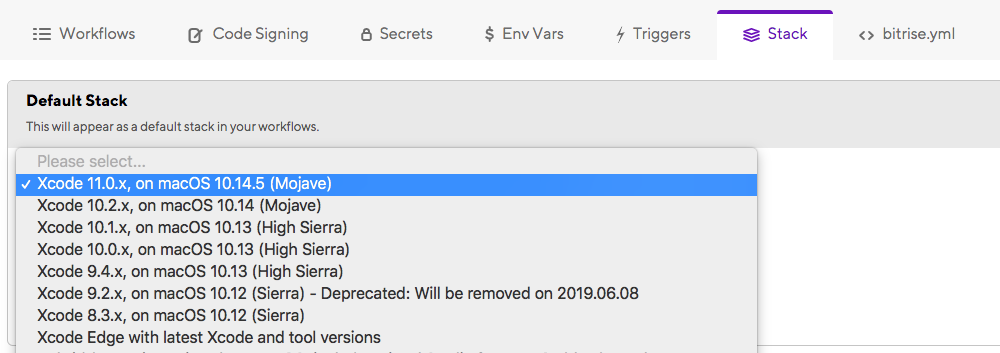 Workflows Code Signing Secrets $ Env Vars Triggers Stack <> bitrise.yml
Default Stack
This will appear as a default stack in your workflows.
Please select...
✓ Xcode 11.0.x, on macOS 10.14.5 (Mojave)
Xcode 10.2.x, on macOS 10.14 (Mojave)
Xcode 10.1.x, on macOS 10.13 (High Sierra)
Xcode 10.0.x, on macOS 10.13 (High Sierra)
Xcode 9.4.x, on macOS 10.13 (High Sierra)
Xcode 9.2.x, on macOS 10.12 (Sierra) - Deprecated: Will be removed on 2019.06.08
Xcode 8.3.x, on macOS 10.12 (Sierra)
Xcode Edge with latest Xcode and tool versions